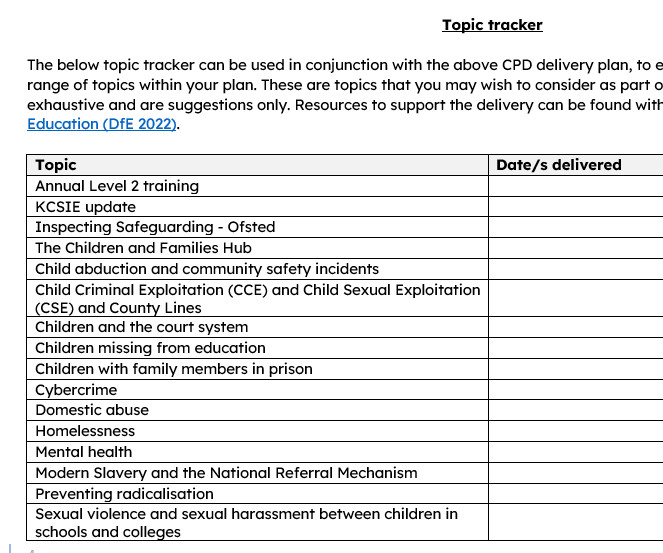 Topic tracker
The below topic tracker can be used in conjunction with the above CPD delivery plan, to
range of topics within your plan. These are topics that you may wish to consider as part
exhaustive and are suggestions only. Resources to support the delivery can be found
Education (DfE 2022).
Topic Date/s delivered
Annual Level 2 training
KCSIE update
Inspecting Safeguarding - Ofsted
The Children and Families Hub
Child abduction and community safety incidents
Child Criminal Exploitation (CCE) and Child Sexual Exploitation
(CSE) and County Lines
Children and the court system
Children missing from education
Children with family members in prison
Cybercrime
Domestic abuse
Homelessness
Mental health
Modern Slavery and the National Referral Mechanism
Preventing radicalisation
Sexual violence and sexual harassment between children in
schools and colleges